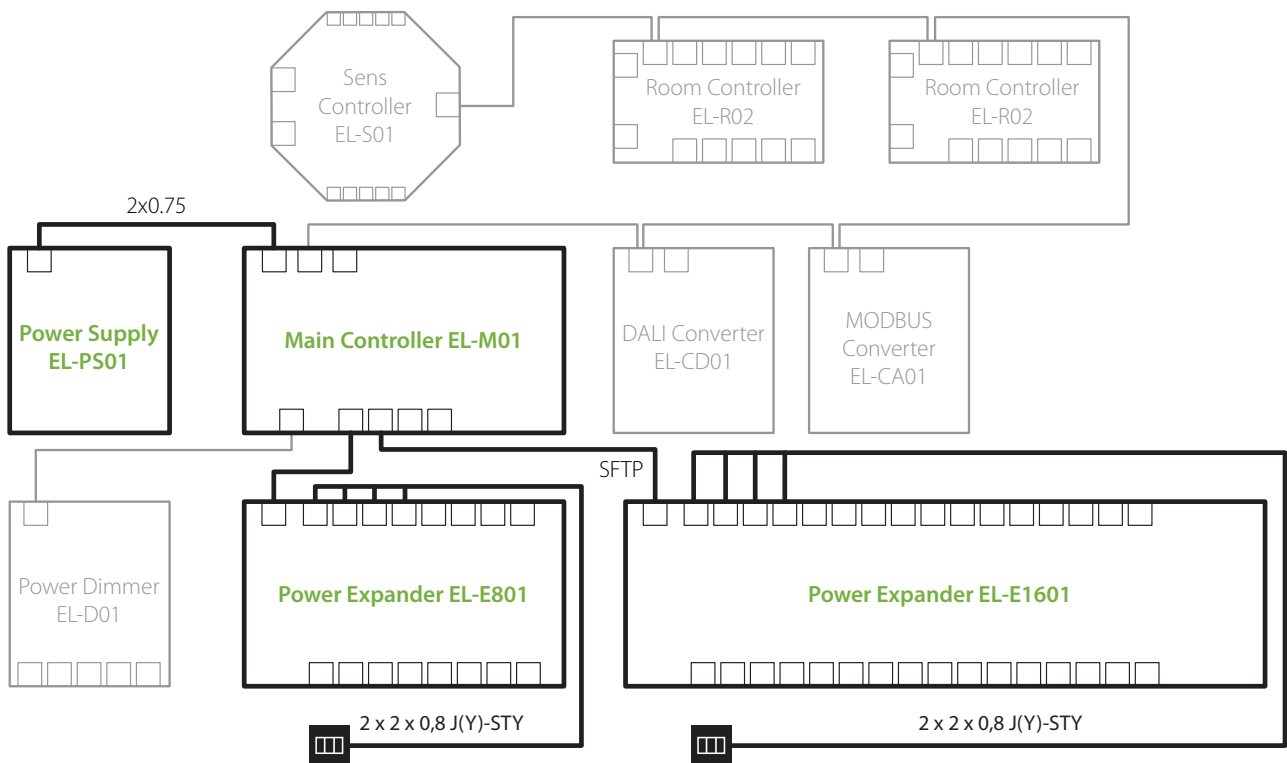 Sens
Controller
EL-S01
Room Controller
EL-R02
Room Controller
EL-R02
2x0.75
Power Supply
EL-PS01
Main Controller EL-M01
DALI Converter
EL-CD01
MODBUS
Converter
EL-CA01
SFTP
Power Dimmer
EL-D01
Power Expander EL-E801
Power Expander EL-E1601
2 x 2 x 0,8 J(Y)-STY
2 x 2 x 0,8 J(Y)-STY